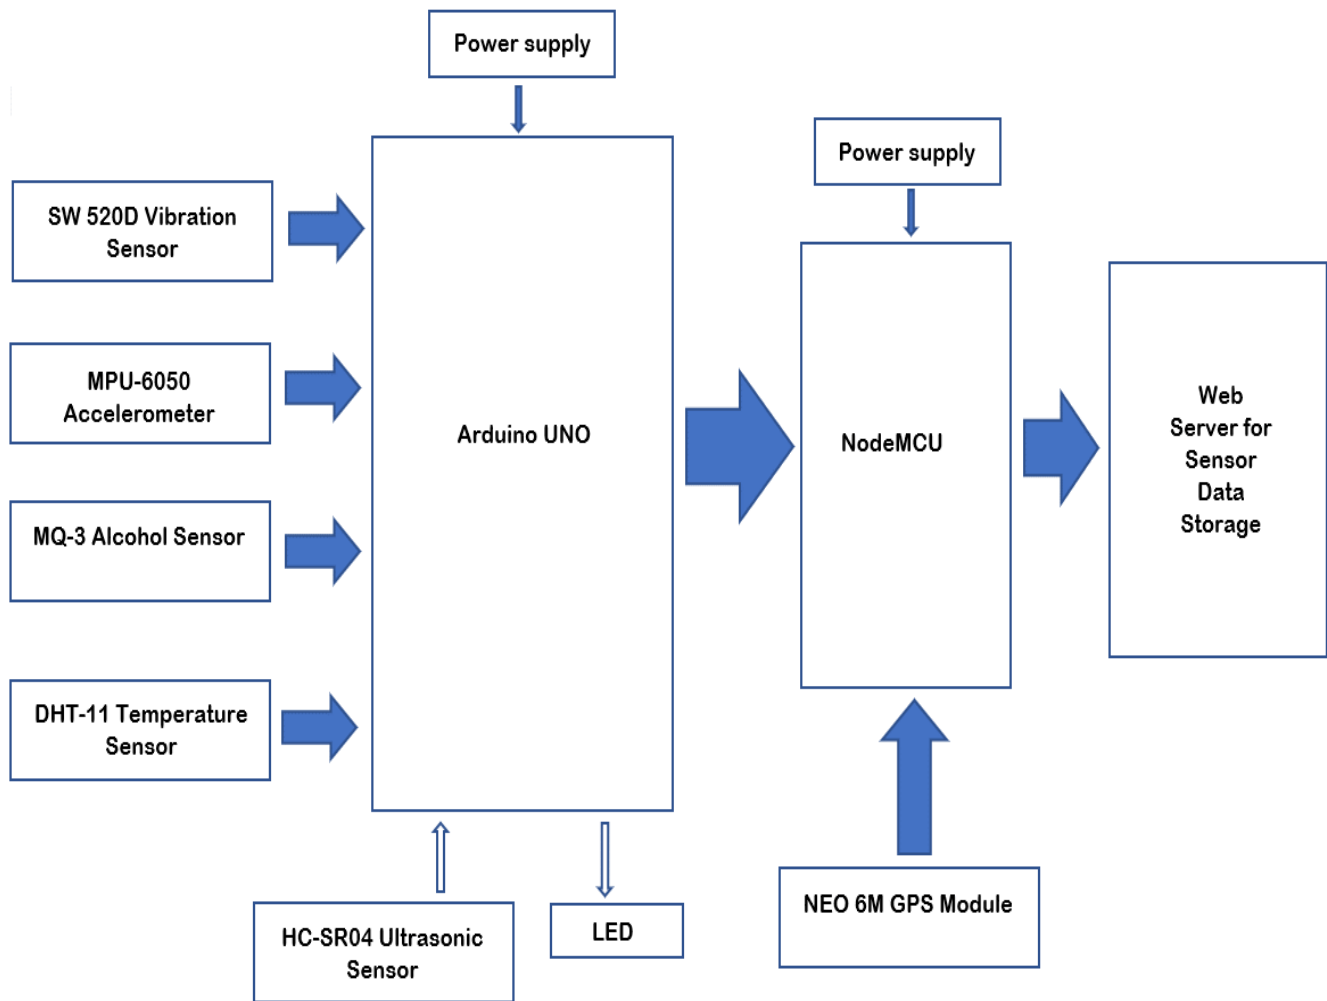 Power supply
Power supply
SW 520D Vibration
Sensor
MPU-6050
Accelerometer
Arduino UNO
NodeMCU
Web
Server for
Sensor
Data
Storage
MQ-3 Alcohol Sensor
DHT-11 Temperature
Sensor
HC-SR04 Ultrasonic
Sensor
LED
NEO 6M GPS Module